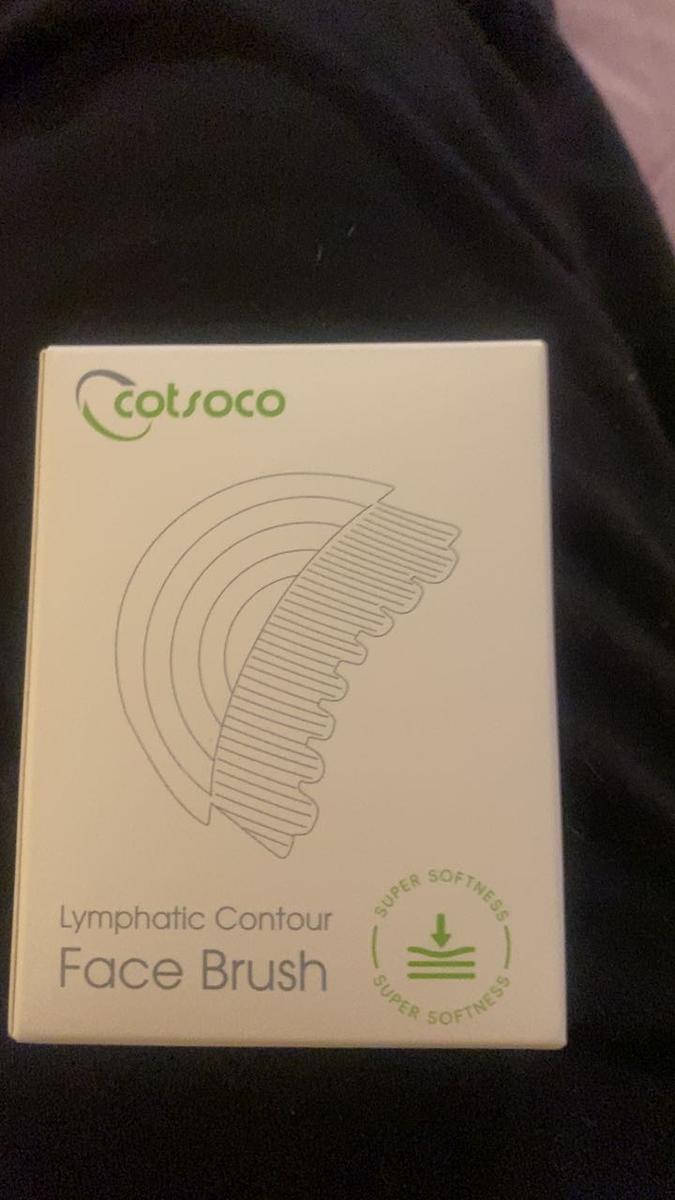 cotsoco
Lymphatic Contour
Face Brush
SUPER SOFTNESS
SUPER SOFTNESS